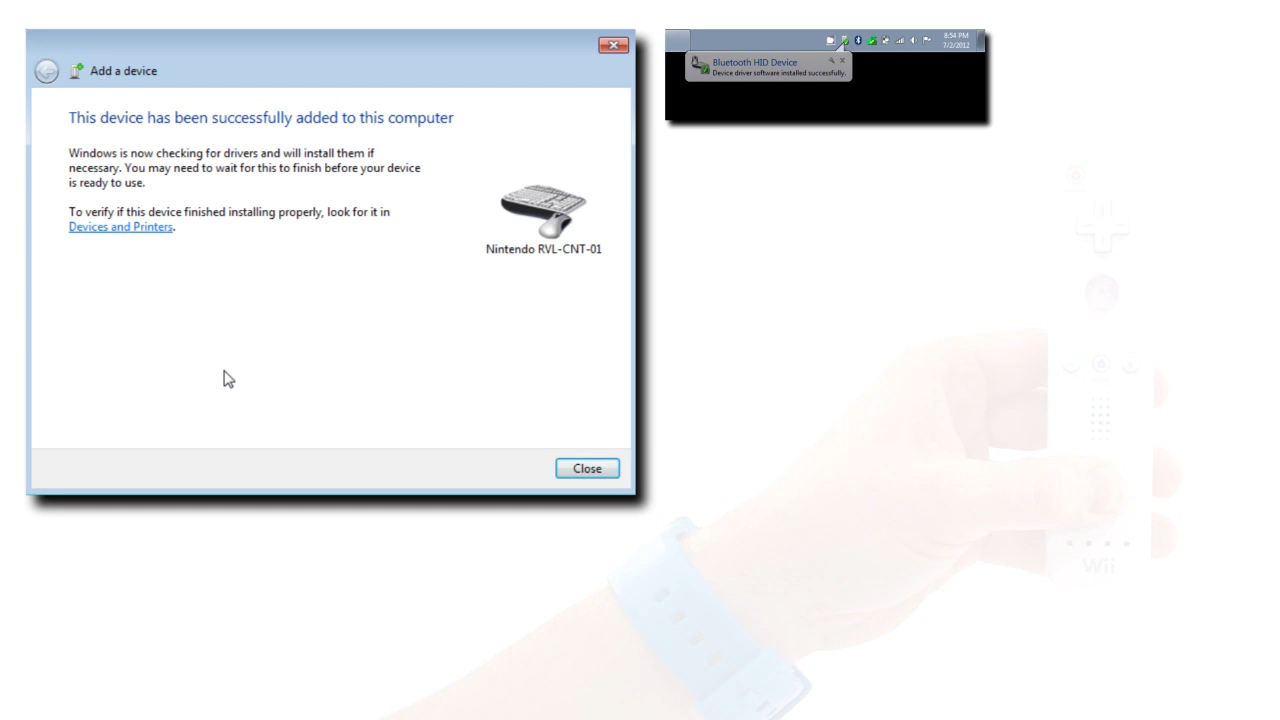 Add a device
This device has been successfully added to this computer
Windows is now checking for drivers and will install them if
necessary. You may need to wait for this to finish before your device
is ready to use.
To verify if this device finished installing properly, look for it in
Devices and Printers.
Nintendo RVL-CNT-01
Close
8:54 PM
7/2/2012
Bluetooth HID Device
Device driver software installed successfully.
Wii